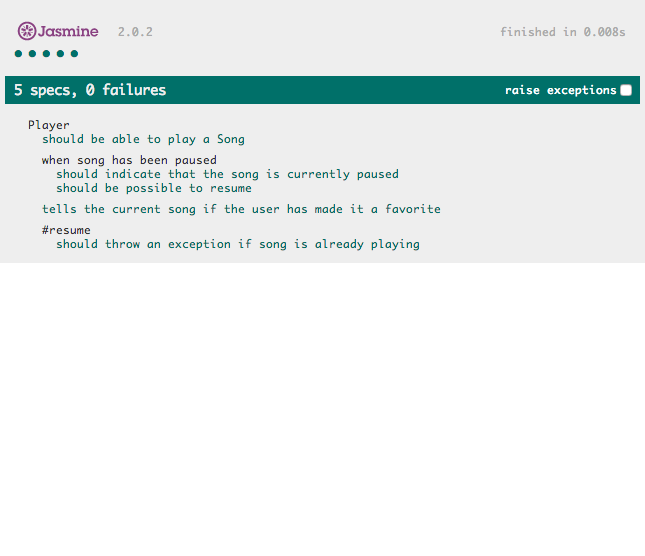 Jasmine 2.0.2 finished in 0.008s
5 specs, 0 failures raise exceptions
Player
should be able to play a Song
when song has been paused
should indicate that the song is currently paused
should be possible to resume
tells the current song if the user has made it a favorite
#resume
should throw an exception if song is already playing